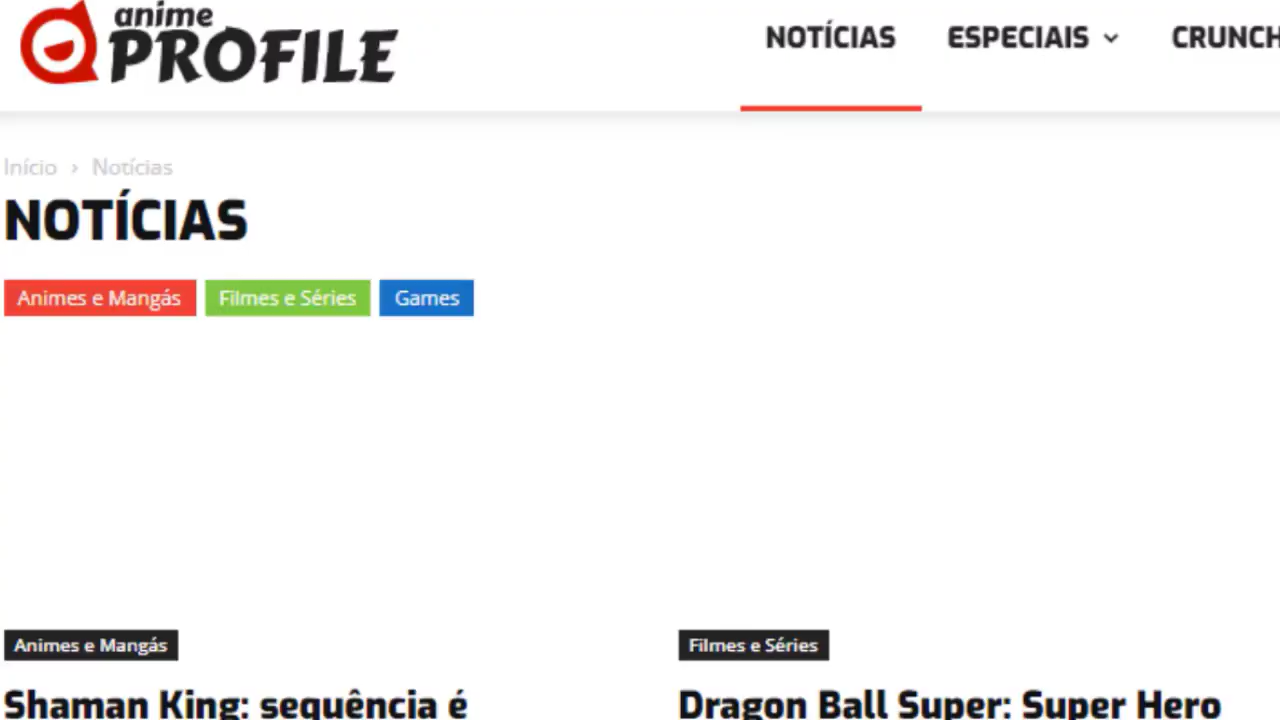 anime
PROFILE
NOTÍCIAS ESPECIAIS CRUNCH
Início › Notícias
NOTÍCIAS
Animes e Mangás Filmes e Séries Games
Animes e Mangás Filmes e Séries
Shaman King: sequência é Dragon Ball Super: Super Hero